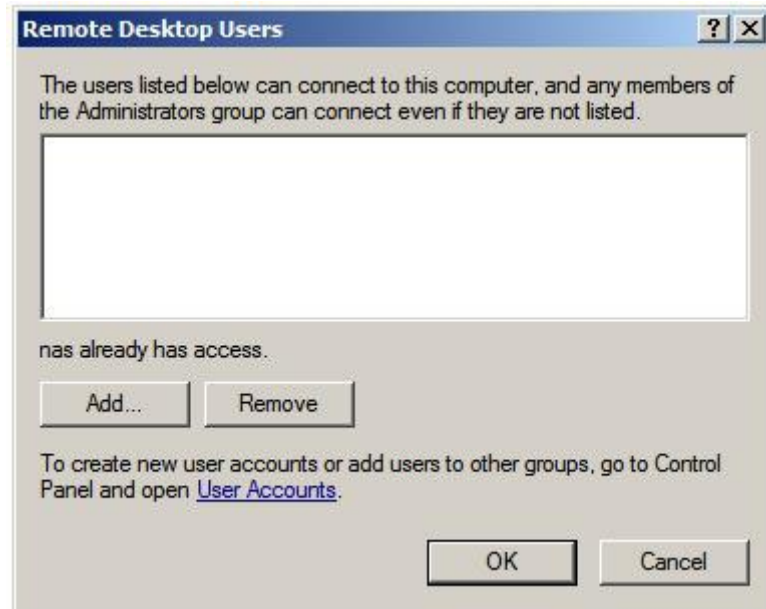 Remote Desktop Users
The users listed below can connect to this computer, and any members of
the Administrators group can connect even if they are not listed.
nas already has access.
Add...
Remove
To create new user accounts or add users to other groups, go to Control
Panel and open User Accounts.
OK
Cancel